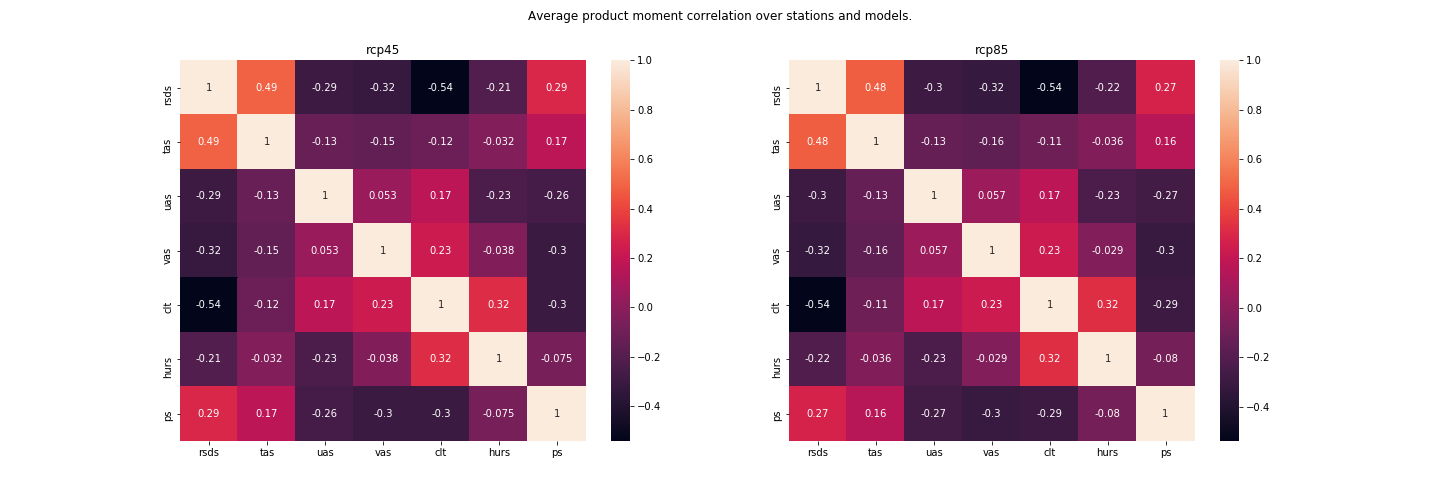 Average product moment correlation over stations and models.
rcp45
rsds 1 0.49 -0.29 -0.32 -0.54 -0.21 0.29
tas 0.49 1 -0.13 -0.15 -0.12 -0.032 0.17
uas -0.29 -0.13 1 0.053 0.17 -0.23 -0.26
vas -0.32 -0.15 0.053 1 0.23 -0.038 -0.3
clt -0.54 -0.12 0.17 0.23 1 0.32 -0.3
hurs -0.21 -0.032 -0.23 -0.038 0.32 1 -0.075
ps 0.29 0.17 -0.26 -0.3 -0.3 -0.075 1
rsds tas uas vas clt hurs ps
1.0
0.8
0.6
0.4
0.2
0.0
−0.2
−0.4
rcp85
rsds 1 0.48 -0.3 -0.32 -0.54 -0.22 0.27
tas 0.48 1 -0.13 -0.16 -0.11 -0.036 0.16
uas -0.3 -0.13 1 0.057 0.17 -0.23 -0.27
vas -0.32 -0.16 0.057 1 0.23 -0.029 -0.3
clt -0.54 -0.11 0.17 0.23 1 0.32 -0.29
hurs -0.22 -0.036 -0.23 -0.029 0.32 1 -0.08
ps 0.27 0.16 -0.27 -0.3 -0.29 -0.08 1
rsds tas uas vas clt hurs ps
1.0
0.8
0.6
0.4
0.2
0.0
−0.2
−0.4